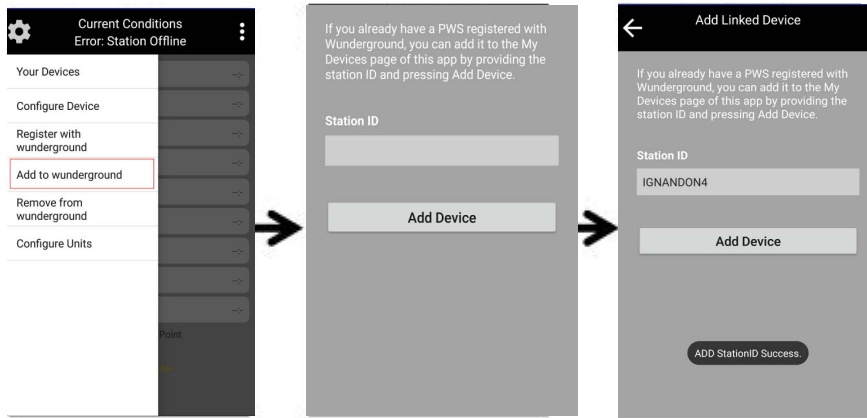 Current Conditions
Error: Station Offline
Your Devices
Configure Device
Register with
wunderground
Add to wunderground
Remove from
wunderground
Configure Units
--:-
--:-
--:-
--:-
--:-
--:-
--:-
--:-
--:-
Point
If you already have a PWS registered with
Wunderground, you can add it to the My
Devices page of this app by providing the
station ID and pressing Add Device.
Station ID
Add Device
Add Linked Device
If you already have a PWS registered with
Wunderground, you can add it to the My
Devices page of this app by providing the
station ID and pressing Add Device.
Station ID
IGNANDON4
Add Device
ADD StationID Success.